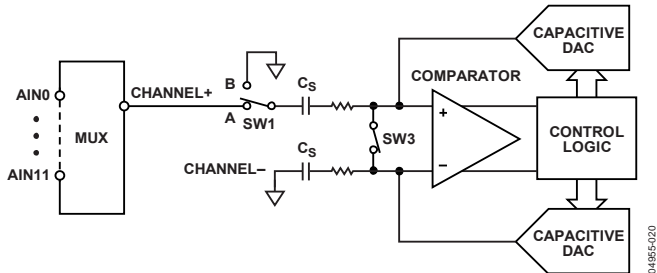 CAPACITIVE
DAC
B
CHANNEL+
AIN0
A
SW1
CS
COMPARATOR
+
MUX
SW3
CONTROL
LOGIC
CS
CHANNEL–
–
AIN11
CAPACITIVE
DAC
04955-020